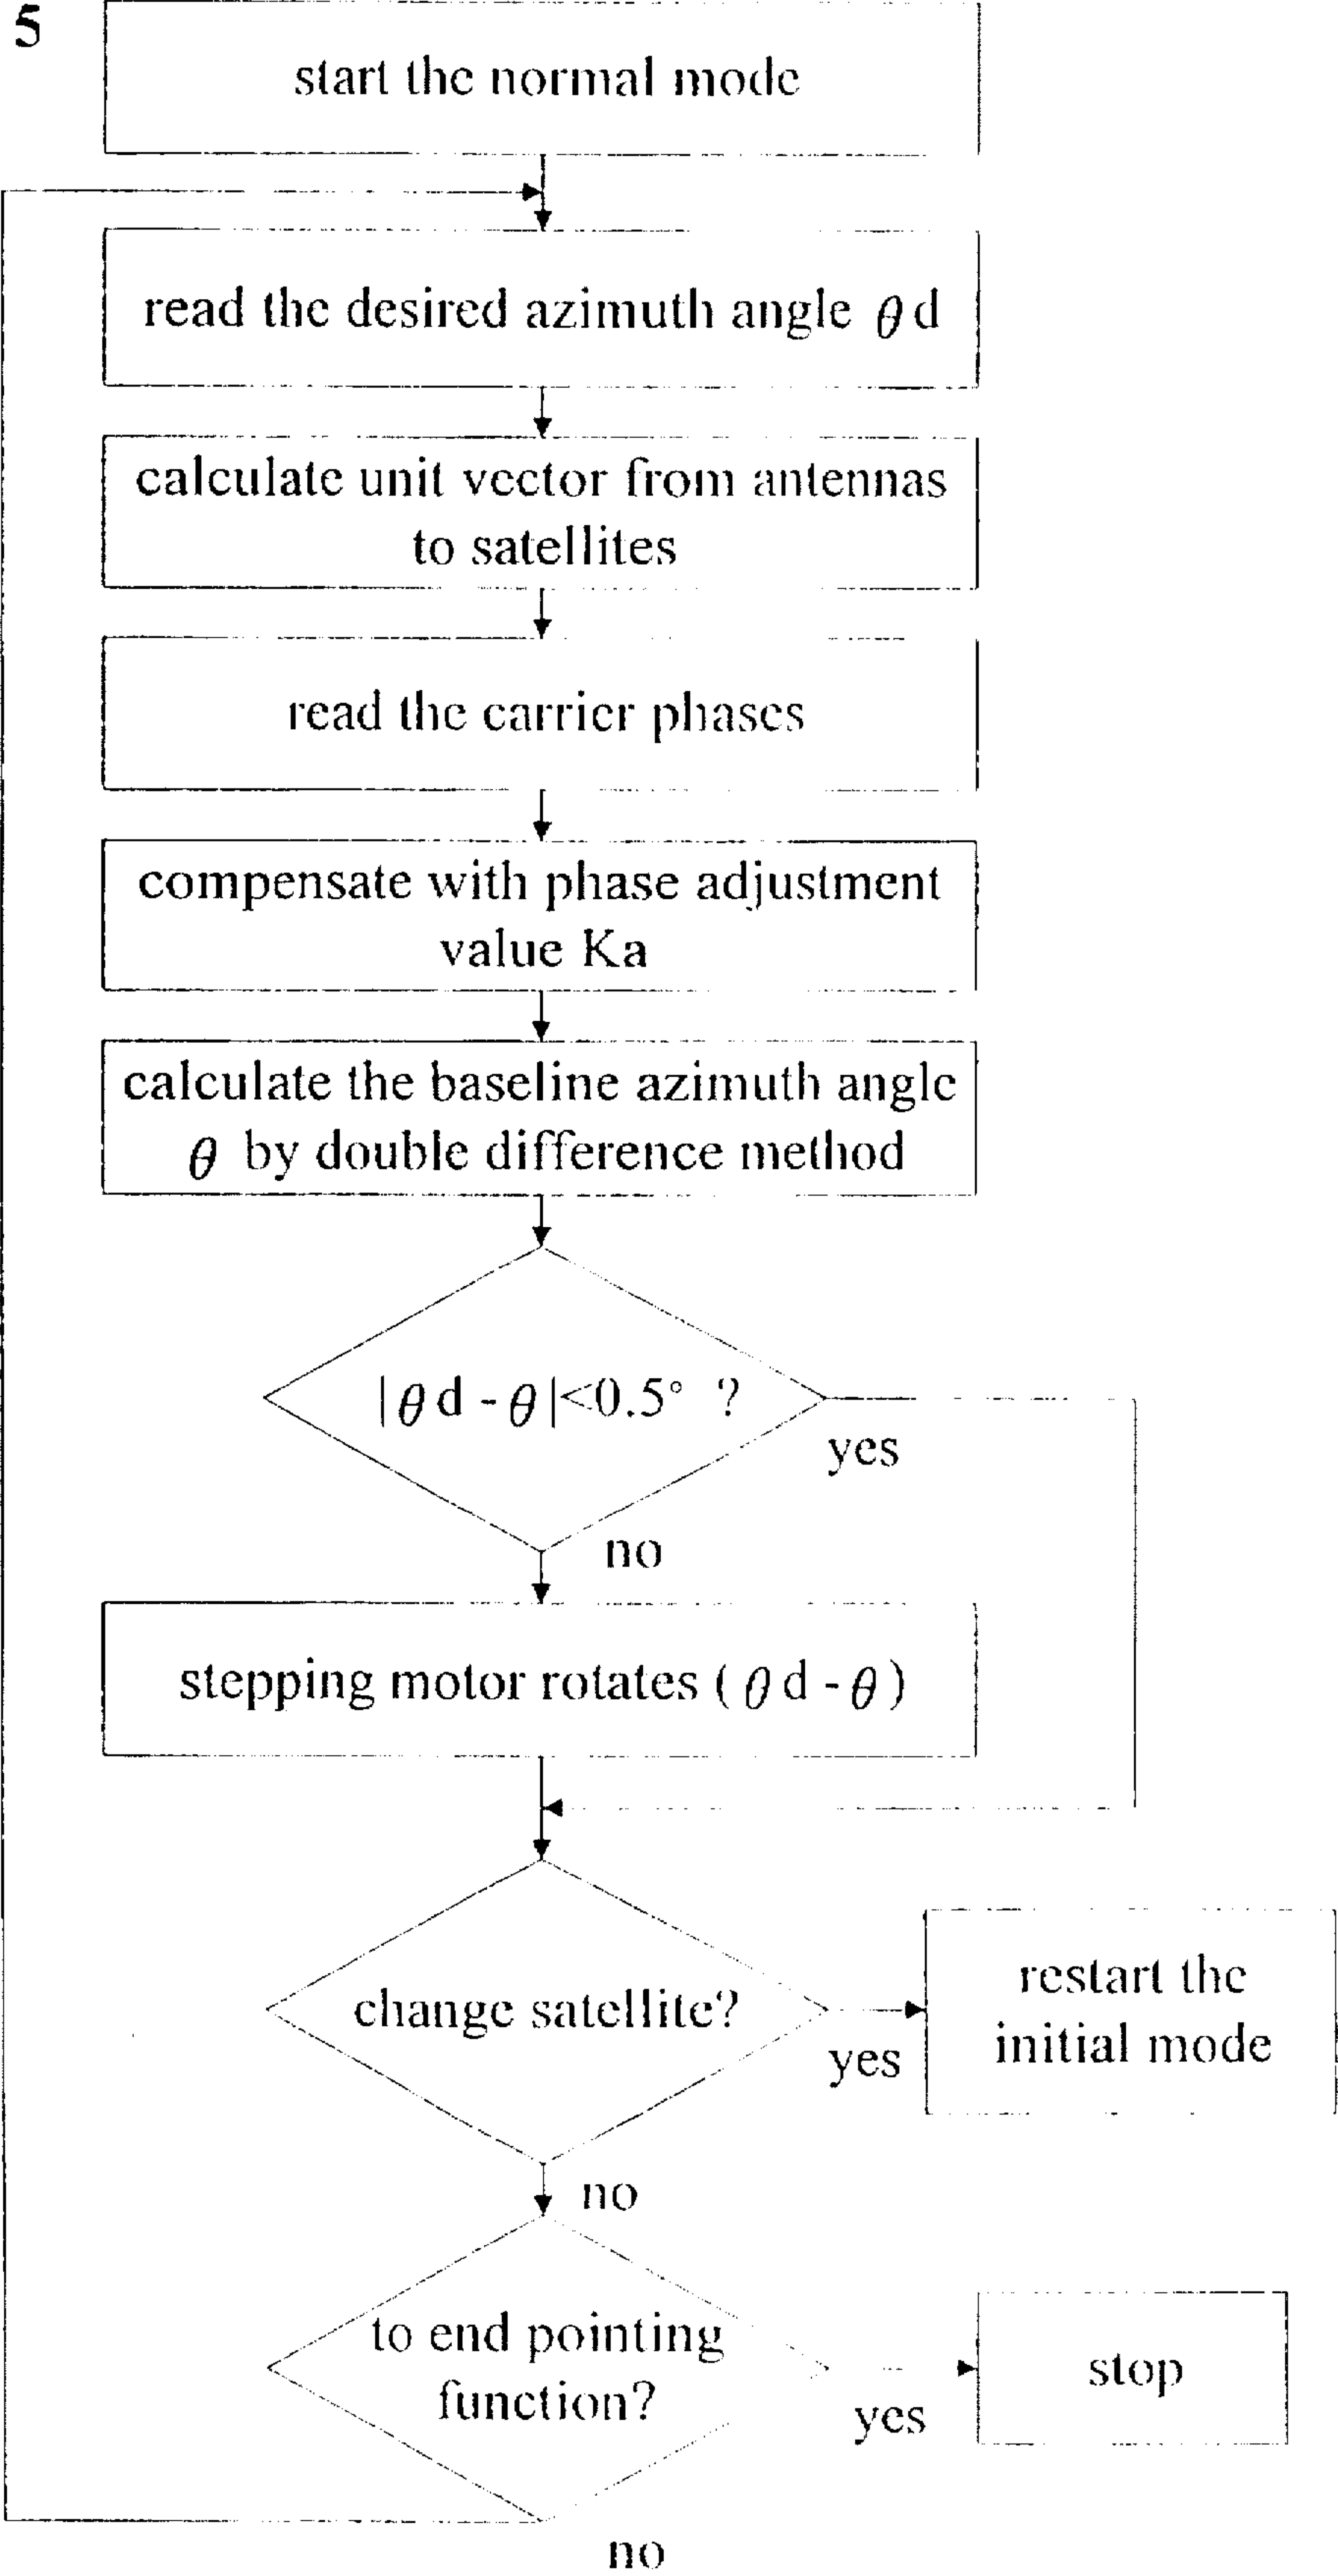 5
start the normal mode
read the desired azimuth angle θd
calculate unit vector from antennas
to satellites
read the carrier phases
compensate with phase adjustment
value Ka
calculate the baseline azimuth angle
θ by double difference method
|θd-θ|<0.5° ?
yes
no
stepping motor rotates (θd-θ)
change satellite?
yes
restart the
initial mode
no
to end pointing
function?
yes
stop
no